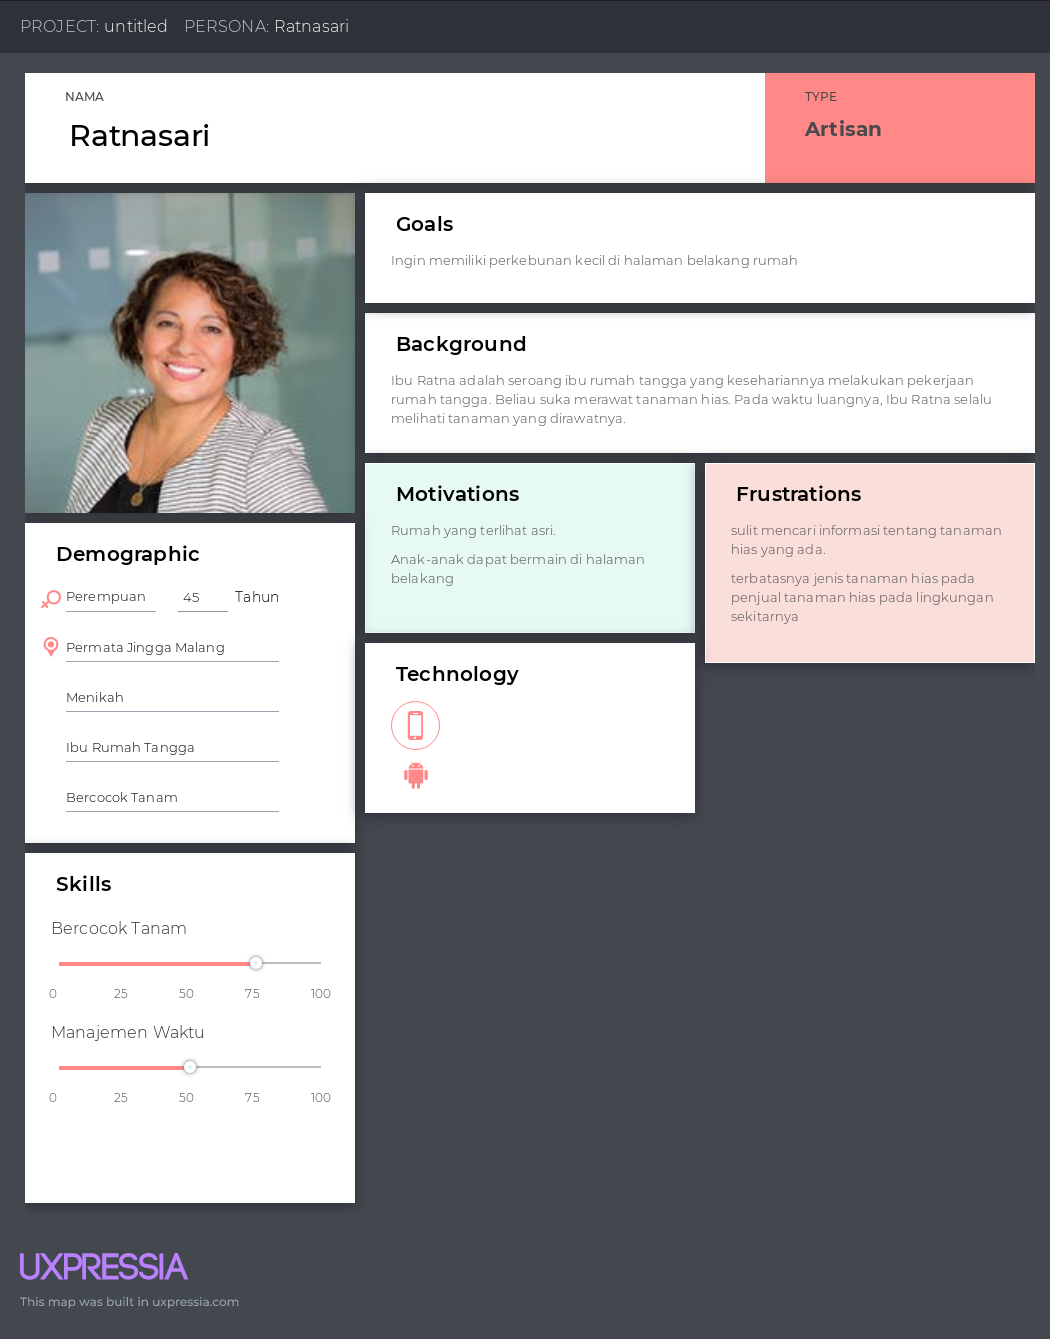 PROJECT: untitled PERSONA: Ratnasari
NAMA
Ratnasari
TYPE
Artisan
Goals
Ingin memiliki perkebunan kecil di halaman belakang rumah
Background
Ibu Ratna adalah seroang ibu rumah tangga yang kesehariannya melakukan pekerjaan
rumah tangga. Beliau suka merawat tanaman hias. Pada waktu luangnya, Ibu Ratna selalu
melihati tanaman yang dirawatnya.
Motivations
Rumah yang terlihat asri.
Anak-anak dapat bermain di halaman
belakang
Frustrations
sulit mencari informasi tentang tanaman
hias yang ada.
terbatasnya jenis tanaman hias pada
penjual tanaman hias pada lingkungan
sekitarnya
Demographic
Perempuan 45 Tahun
Permata Jingga Malang
Menikah
Ibu Rumah Tangga
Bercocok Tanam
Technology
Skills
Bercocok Tanam
0 25 50 75 100
Manajemen Waktu
0 25 50 75 100
UXPRESSIA
This map was built in uxpressia.com